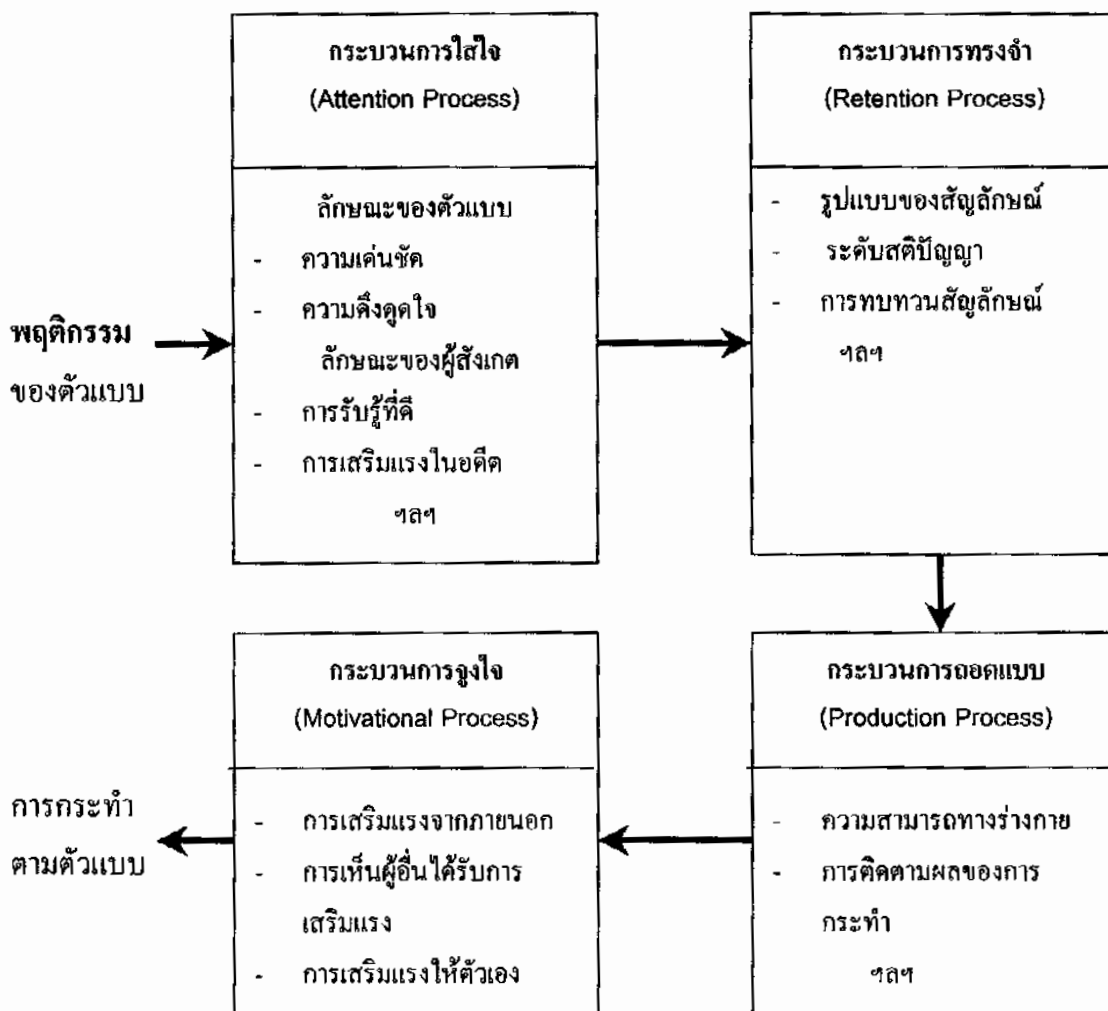 พฤติกรรม
ของตัวแบบ
กระบวนการใส่ใจ
(Attention Process)
ลักษณะของตัวแบบ
- ความเด่นชัด
- ความดึงดูดใจ
ลักษณะของผู้สังเกต
- การรับรู้ที่ดี
- การเสริมแรงในอดีต
ฯลฯ
กระบวนการทรงจำ
(Retention Process)
- รูปแบบของสัญลักษณ์
- ระดับสติปัญญา
- การทบทวนสัญลักษณ์
ฯลฯ
กระบวนการถอดแบบ
(Production Process)
- ความสามารถทางร่างกาย
- การติดตามผลของการ
กระทำ
ฯลฯ
กระบวนการจูงใจ
(Motivational Process)
- การเสริมแรงจากภายนอก
- การเห็นผู้อื่นได้รับการ
เสริมแรง
- การเสริมแรงให้ตัวเอง
การกระทำ
ตามตัวแบบ